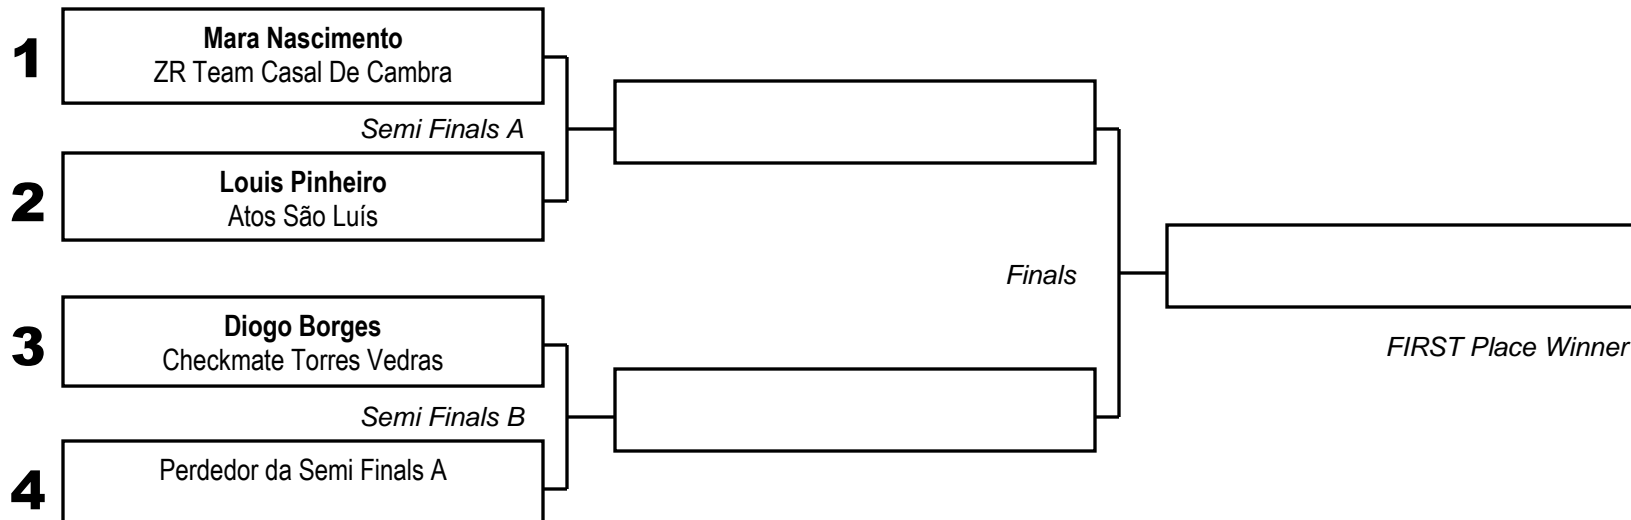 1
Mara Nascimento
ZR Team Casal De Cambra
Semi Finals A
2
Louis Pinheiro
Atos São Luís
3
Diogo Borges
Checkmate Torres Vedras
Semi Finals B
4
Perdedor da Semi Finals A
Finals
FIRST Place Winner